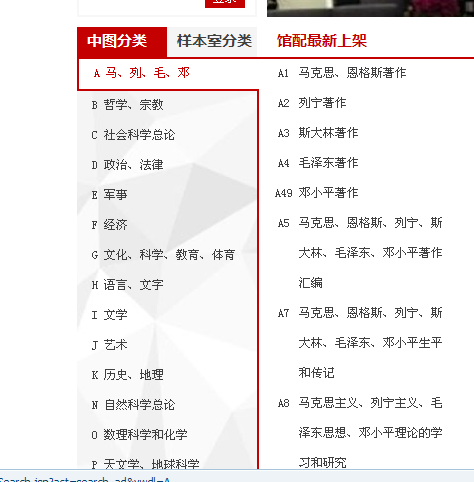 登录
中图分类 样本室分类 馆配最新上架
A 马、列、毛、邓
B 哲学、宗教
C 社会科学总论
D 政治、法律
E 军事
F 经济
G 文化、科学、教育、体育
H 语言、文字
I 文学
J 艺术
K 历史、地理
N 自然科学总论
O 数理科学和化学
P 天文学、地球科学
A1 马克思、恩格斯著作
A2 列宁著作
A3 斯大林著作
A4 毛泽东著作
A49 邓小平著作
A5 马克思、恩格斯、列宁、斯
大林、毛泽东、邓小平著作
汇编
A7 马克思、恩格斯、列宁、斯
大林、毛泽东、邓小平生平
和传记
A8 马克思主义、列宁主义、毛
泽东思想、邓小平理论的学
习和研究
Search.jsp?act=search_ad&ywdl=A